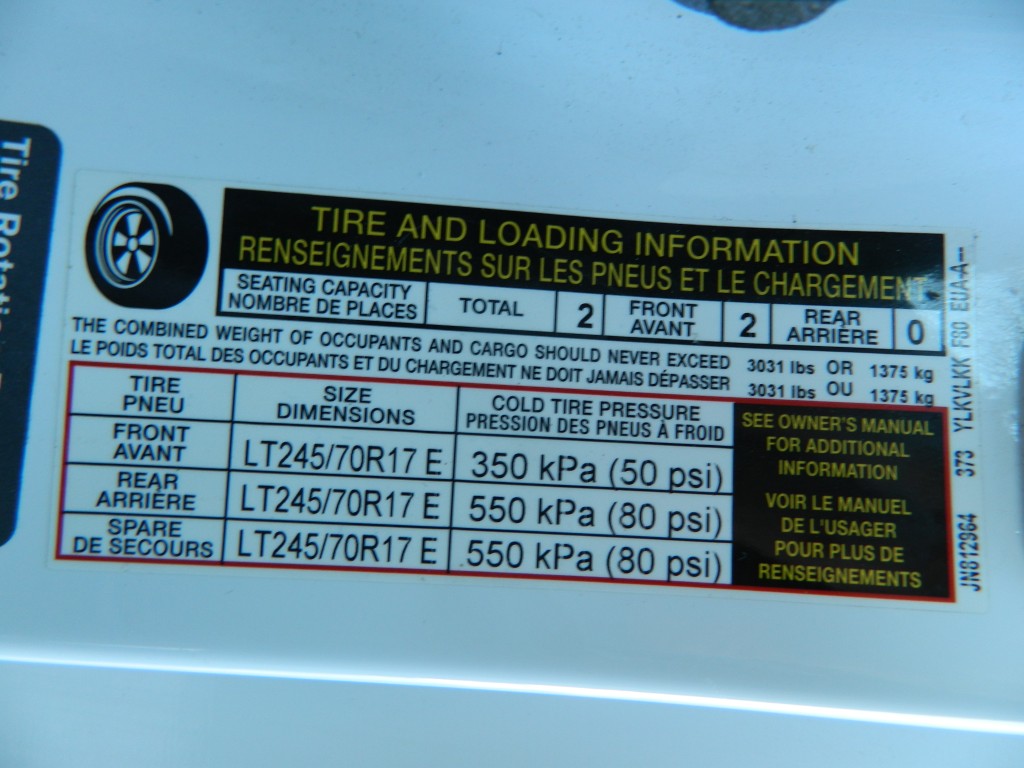 Tire Rotati
TIRE AND LOADING INFORMATION
RENSEIGNEMENTS SUR LES PNEUS ET LE CHARGEMENT
SEATING CAPACITY
NOMBRE DE PLACES
TOTAL 2
FRONT
AVANT
2
REAR
ARRIÈRE
0
THE COMBINED WEIGHT OF OCCUPANTS AND CARGO SHOULD NEVER EXCEED 3031 lbs OR 1375 kg
LE POIDS TOTAL DES OCCUPANTS ET DU CHARGEMENT NE DOIT JAMAIS DÉPASSER 3031 lbs OU 1375 kg
TIRE
PNEU
SIZE
DIMENSIONS
COLD TIRE PRESSURE
PRESSION DES PNEUS À FROID
FRONT
AVANT
LT245/70R17 E 350 kPa (50 psi)
REAR
ARRIÈRE
LT245/70R17 E 550 kPa (80 psi)
SPARE
DE SECOURS
LT245/70R17 E 550 kPa (80 psi)
SEE OWNER'S MANUAL
FOR ADDITIONAL
INFORMATION
VOIR LE MANUEL
DE L'USAGER
POUR PLUS DE
RENSEIGNEMENTS
JN812964 373 YLKVLKK F80 EUA-A--